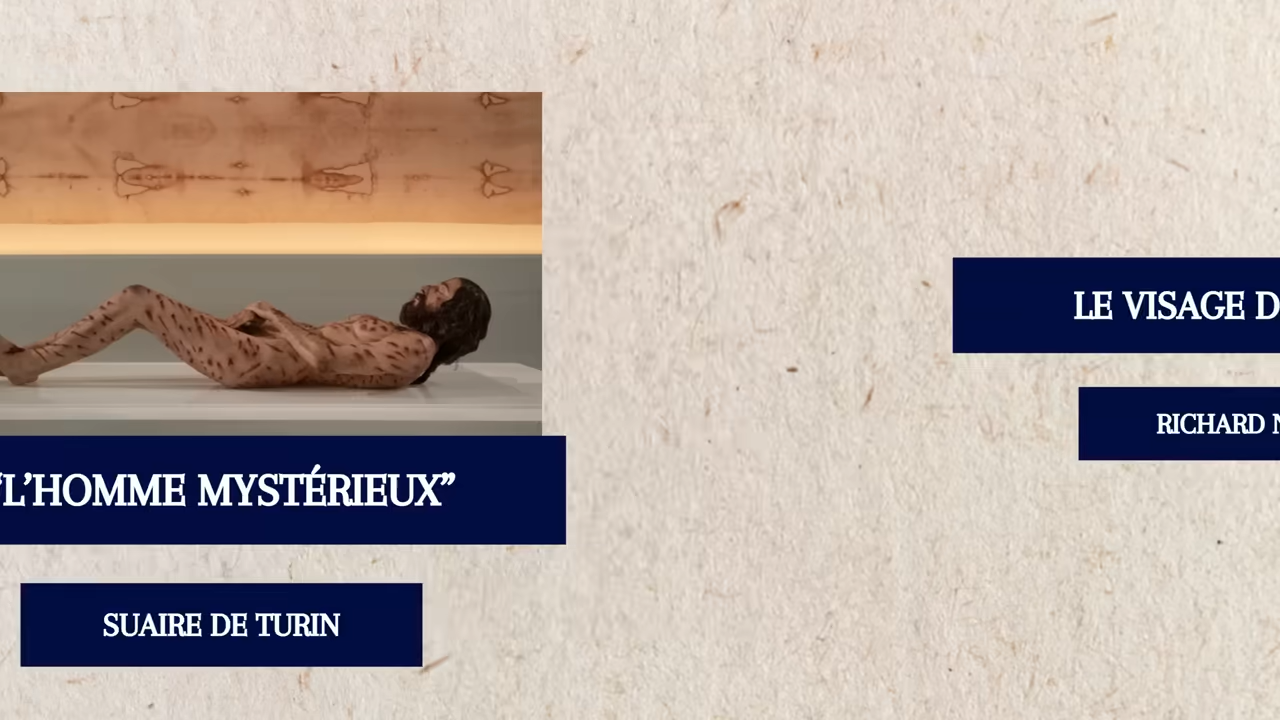 “L’HOMME MYSTÉRIEUX”
SUAIRE DE TURIN
LE VISAGE D
RICHARD